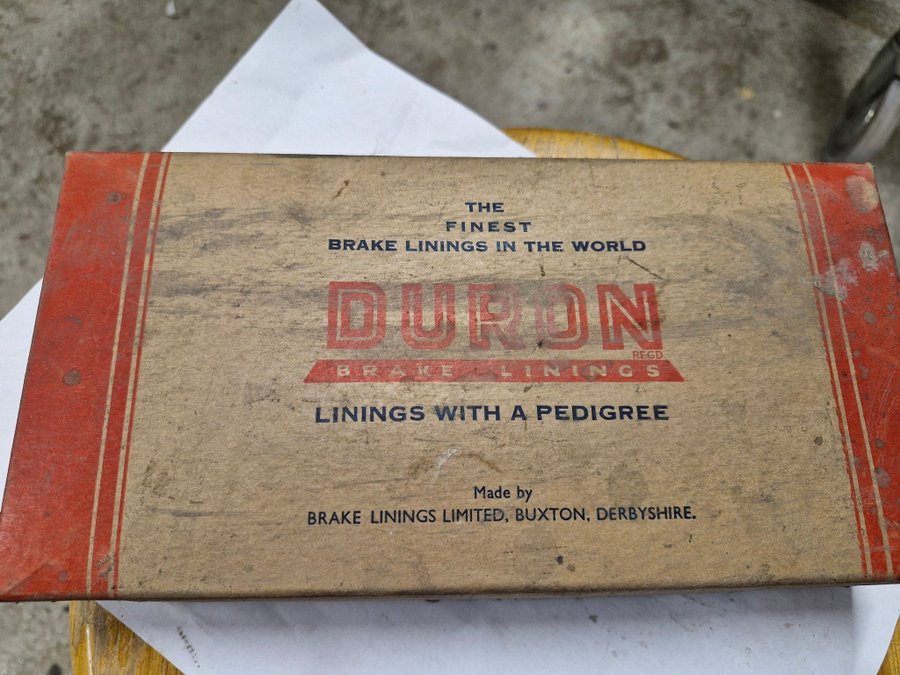 THE
FINEST
BRAKE LININGS IN THE WORLD
DURON
REGD
BRAKE LININGS
LININGS WITH A PEDIGREE
Made by
BRAKE LININGS LIMITED, BUXTON, DERBYSHIRE.